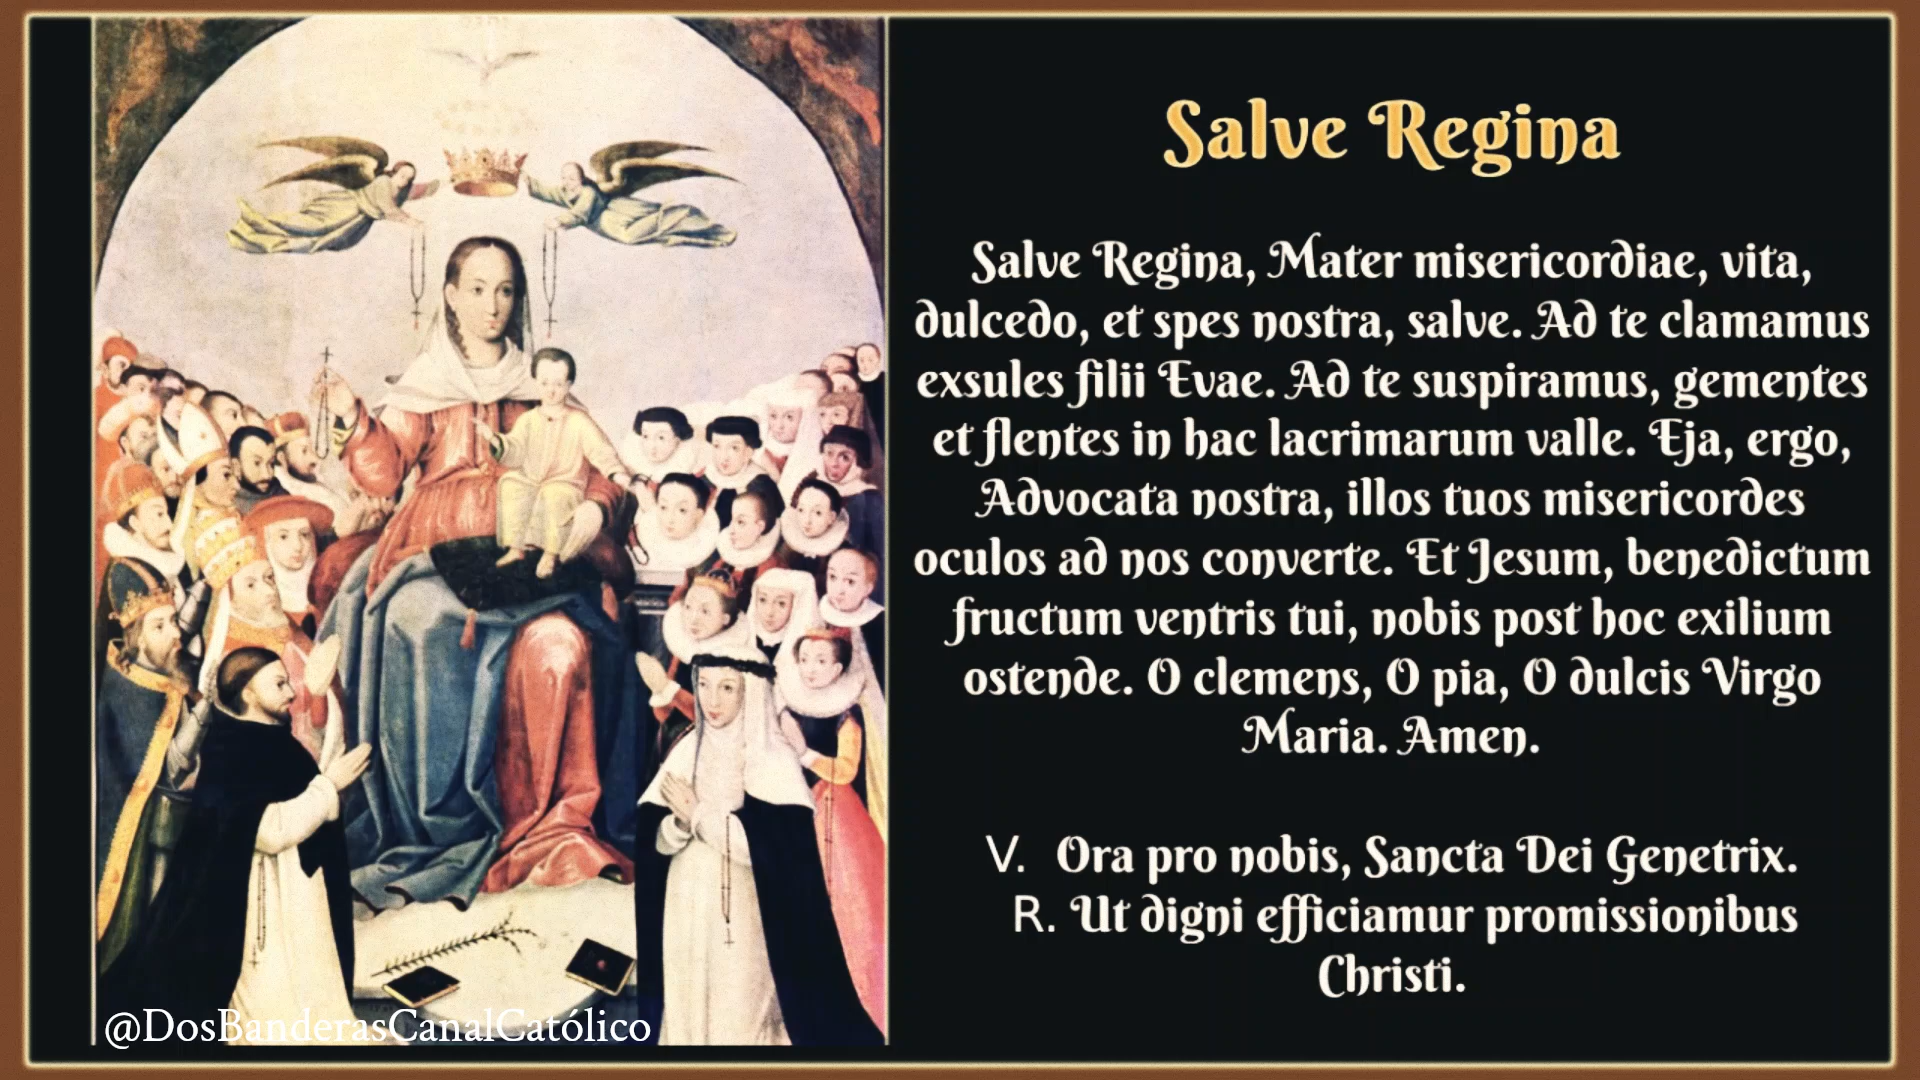 Salve Regina
Salve Regina, Mater misericordiae, vita,
dulcedo, et spes nostra, salve. Ad te clamamus
exsules filii Evae. Ad te suspiramus, gementes
et flentes in hac lacrimarum valle. Eja, ergo,
Advocata nostra, illos tuos misericordes
oculos ad nos converte. Et Jesum, benedictum
fructum ventris tui, nobis post hoc exilium
ostende. O clemens, O pia, O dulcis Virgo
Maria. Amen.
V. Ora pro nobis, Sancta Dei Genetrix.
R. Ut digni efficiamur promissionibus
Christi.
@DosBanderasCanalCatólico